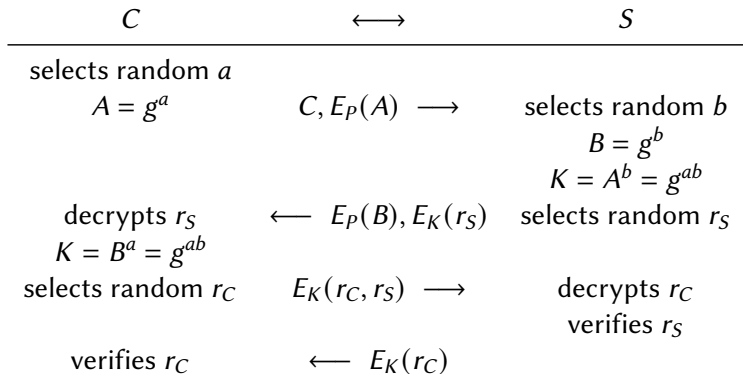 C ⟷ S
selects random a
A = g^a C, E_P(A) ⟶ selects random b
B = g^b
K = A^b = g^{ab}
decrypts r_S ⟵ E_P(B), E_K(r_S) selects random r_S
K = B^a = g^{ab}
selects random r_C E_K(r_C, r_S) ⟶ decrypts r_C
verifies r_S
verifies r_C ⟵ E_K(r_C)